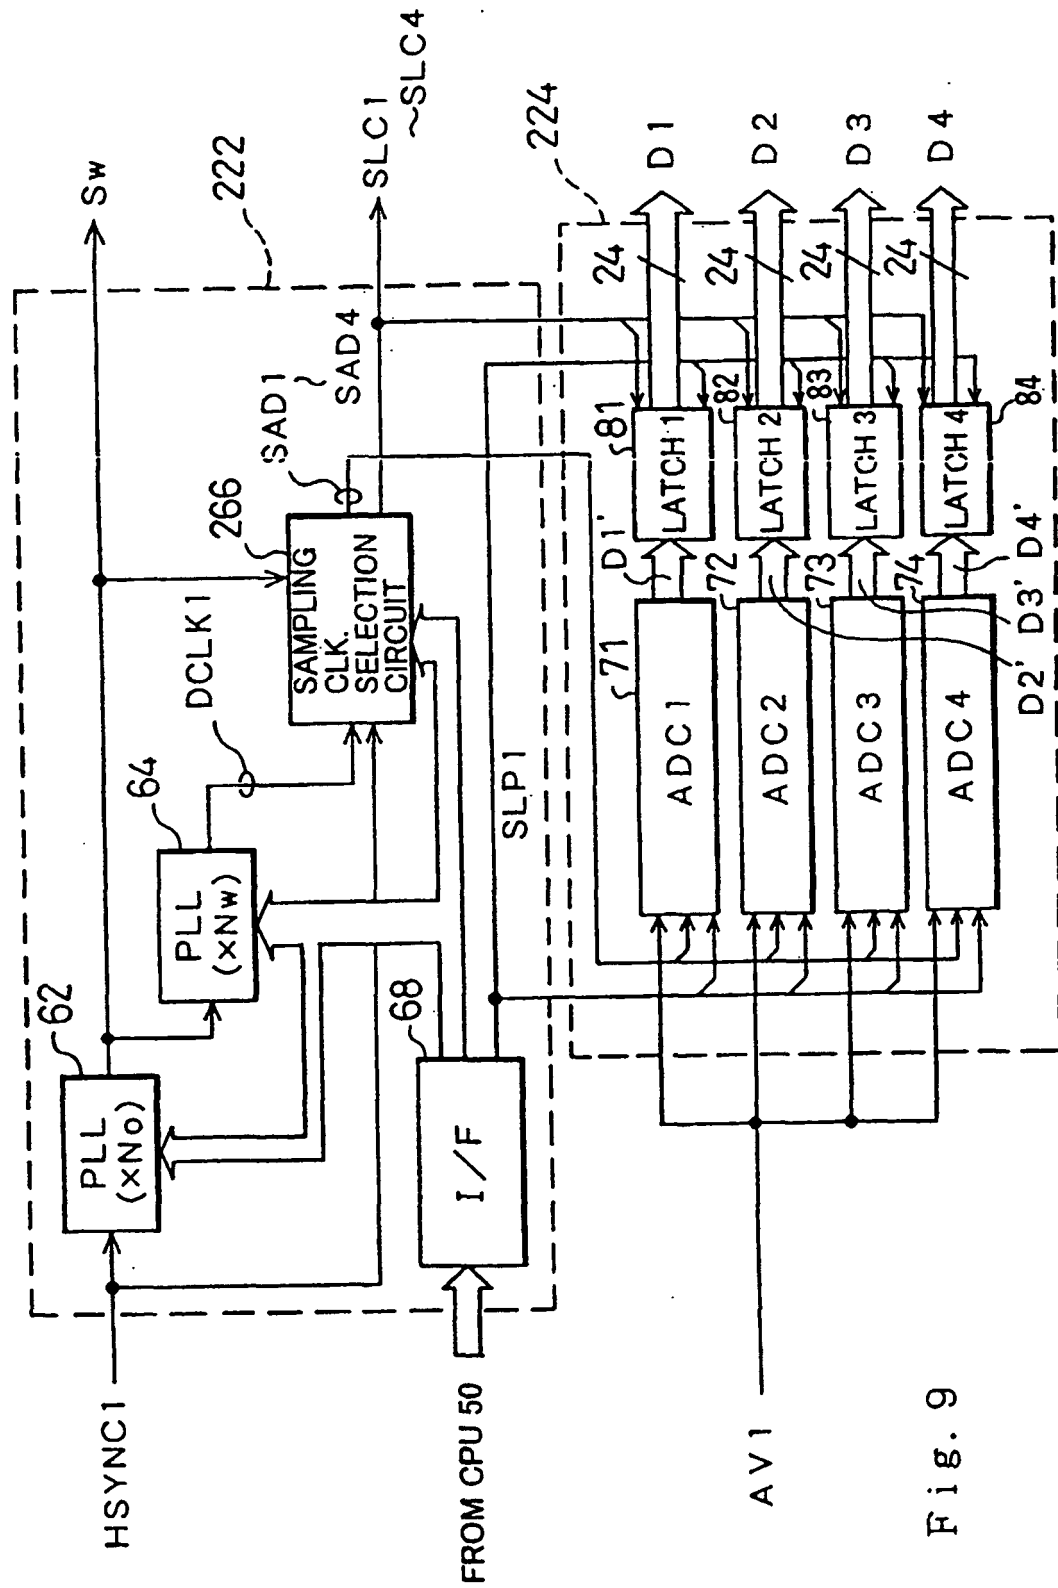 HSYNC1
FROM CPU 50
62
PLL
(×No)
64
PLL
(×Nw)
DCLK1
68
I/F
266
SAMPLING
CLK.
SELECTION
CIRCUIT
SAD1
~
SAD4
Sw
222
SLC1
~SLC4
SLP1
224
AV1
71
ADC1
D1'
81
LATCH 1
24
D1
72
ADC2
D2'
82
LATCH 2
24
D2
73
ADC3
D3'
83
LATCH 3
24
D3
74
ADC4
D4'
84
LATCH 4
24
D4
Fig. 9